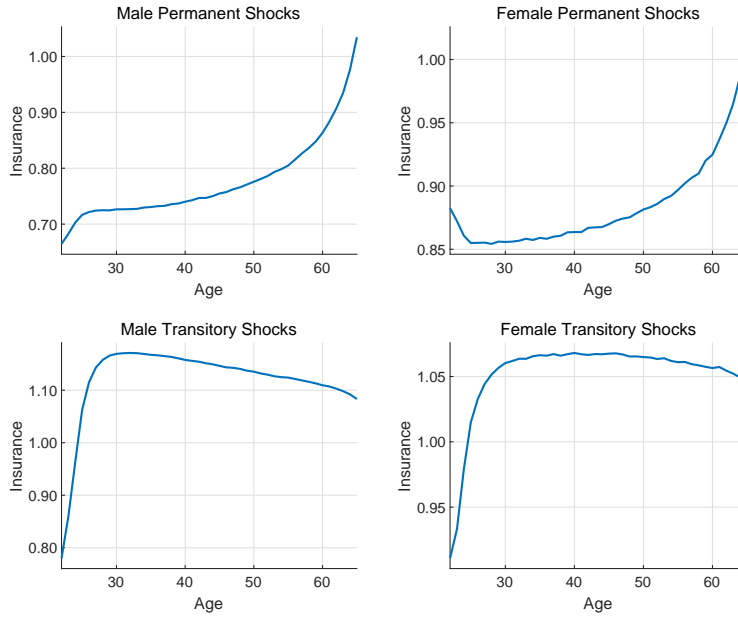 Male Permanent Shocks
Insurance
1.00
0.90
0.80
0.70
30 40 50 60
Age
Female Permanent Shocks
Insurance
1.00
0.95
0.90
0.85
30 40 50 60
Age
Male Transitory Shocks
Insurance
1.10
1.00
0.90
0.80
30 40 50 60
Age
Female Transitory Shocks
Insurance
1.05
1.00
0.95
30 40 50 60
Age